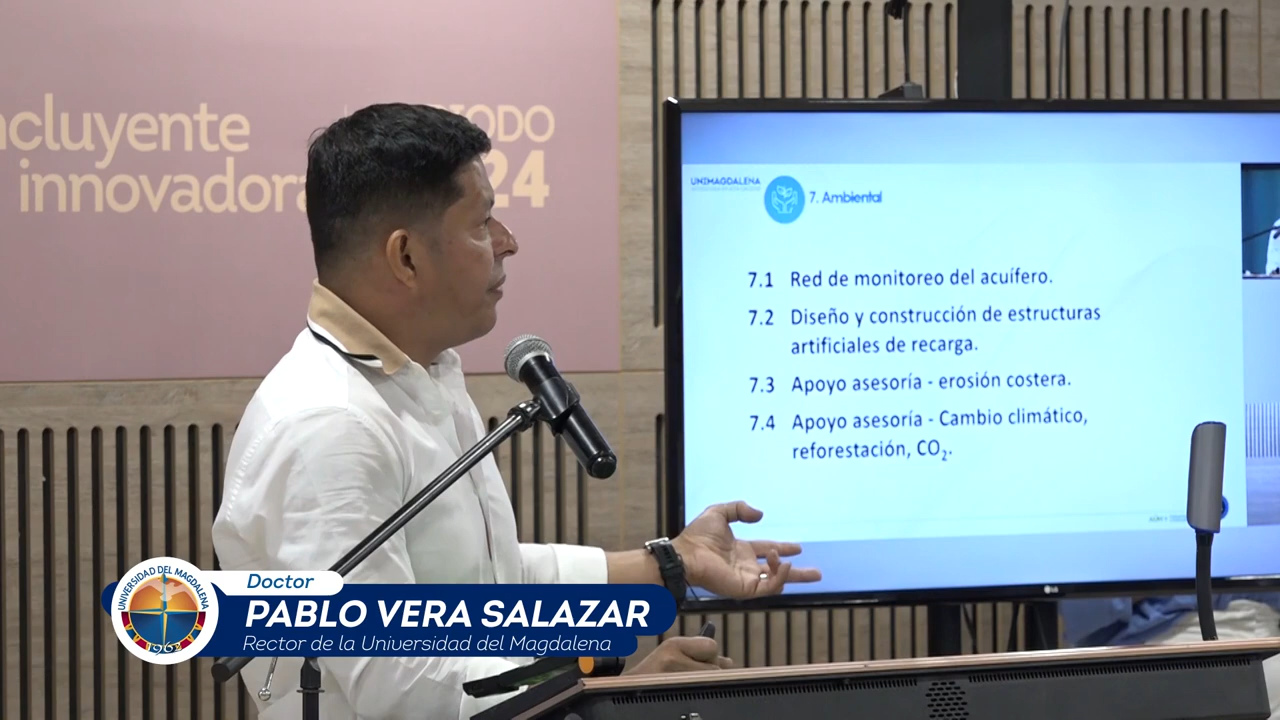 ncluyente
innovadora
ODO
24
UNIMAGDALENA
7. Ambiental
7.1 Red de monitoreo del acuífero.
7.2 Diseño y construcción de estructuras
artificiales de recarga.
7.3 Apoyo asesoría - erosión costera.
7.4 Apoyo asesoría - Cambio climático,
reforestación, CO₂.
LG
UNIVERSIDAD DEL MAGDALENA
1962
Doctor
PABLO VERA SALAZAR
Rector de la Universidad del Magdalena